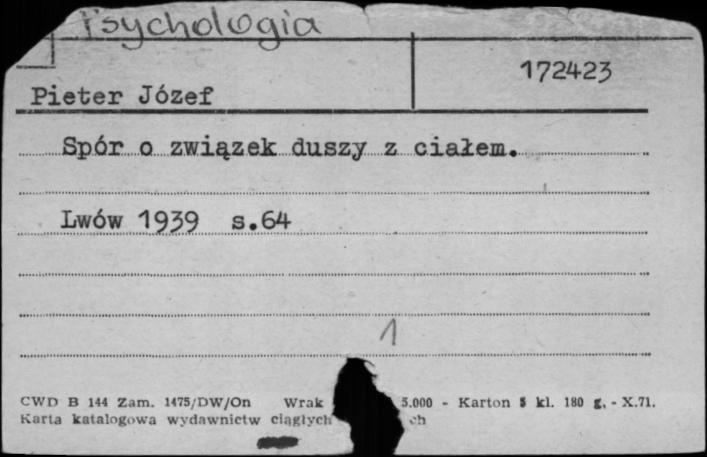 Psychologia
172423
Pieter Józef
Spór o związek duszy z ciałem.
Lwów 1939 s.64
1
CWD B 144 Zam. 1475/DW/On Wrak 5.000 - Karton 5 kl. 180 g. - X.71.
Karta katalogowa wydawnictw ciągłych ch